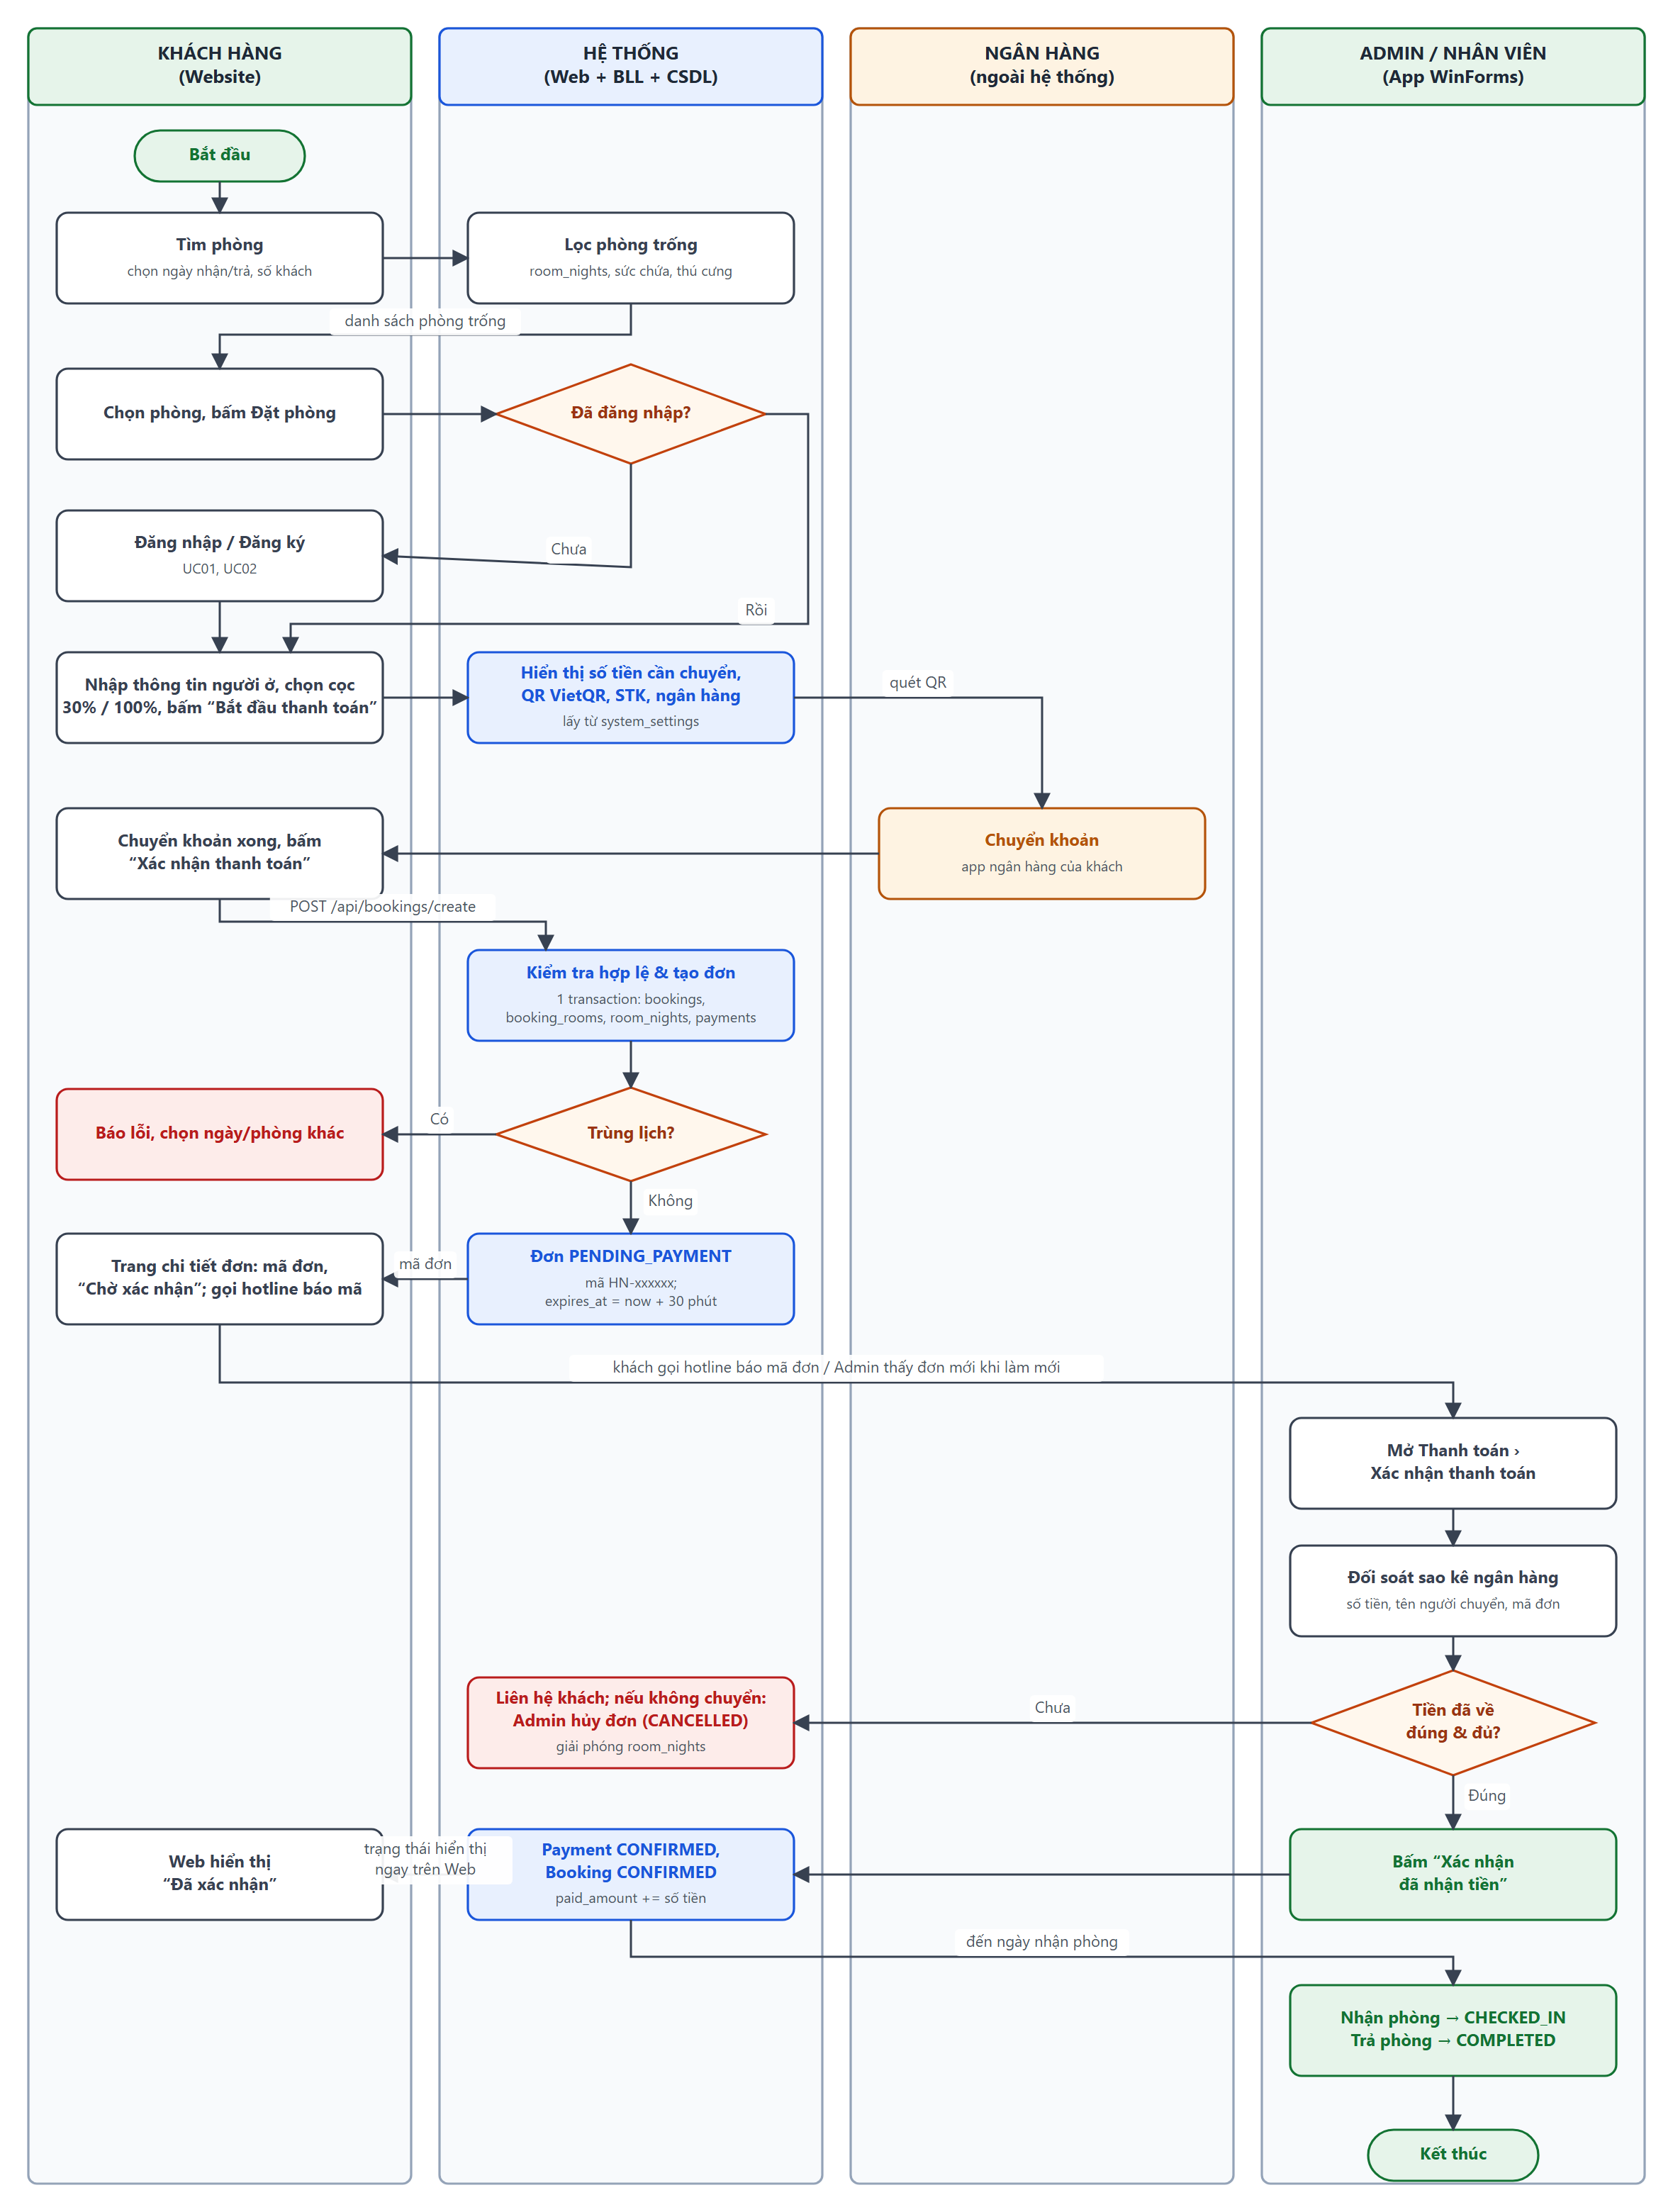 KHÁCH HÀNG
(Website)
HỆ THỐNG
(Web + BLL + CSDL)
NGÂN HÀNG
(ngoài hệ thống)
ADMIN / NHÂN VIÊN
(App WinForms)
Bắt đầu
Tìm phòng
chọn ngày nhận/trả, số khách
Lọc phòng trống
room_nights, sức chứa, thú cưng
danh sách phòng trống
Chọn phòng, bấm Đặt phòng
Đã đăng nhập?
Đăng nhập / Đăng ký
UC01, UC02
Chưa
Rồi
Nhập thông tin người ở, chọn cọc
30% / 100%, bấm “Bắt đầu thanh toán”
Hiển thị số tiền cần chuyển,
QR VietQR, STK, ngân hàng
lấy từ system_settings
quét QR
Chuyển khoản xong, bấm
“Xác nhận thanh toán”
Chuyển khoản
app ngân hàng của khách
POST /api/bookings/create
Kiểm tra hợp lệ & tạo đơn
1 transaction: bookings,
booking_rooms, room_nights, payments
Báo lỗi, chọn ngày/phòng khác
Có
Trùng lịch?
Không
Trang chi tiết đơn: mã đơn,
“Chờ xác nhận”; gọi hotline báo mã
mã đơn
Đơn PENDING_PAYMENT
mã HN-xxxxxx;
expires_at = now + 30 phút
khách gọi hotline báo mã đơn / Admin thấy đơn mới khi làm mới
Mở Thanh toán ›
Xác nhận thanh toán
Đối soát sao kê ngân hàng
số tiền, tên người chuyển, mã đơn
Liên hệ khách; nếu không chuyển:
Admin hủy đơn (CANCELLED)
giải phóng room_nights
Chưa
Tiền đã về
đúng & đủ?
Đúng
Web hiển thị
“Đã xác nhận”
trạng thái hiển thị
ngay trên Web
Payment CONFIRMED,
Booking CONFIRMED
paid_amount += số tiền
Bấm “Xác nhận
đã nhận tiền”
đến ngày nhận phòng
Nhận phòng → CHECKED_IN
Trả phòng → COMPLETED
Kết thúc